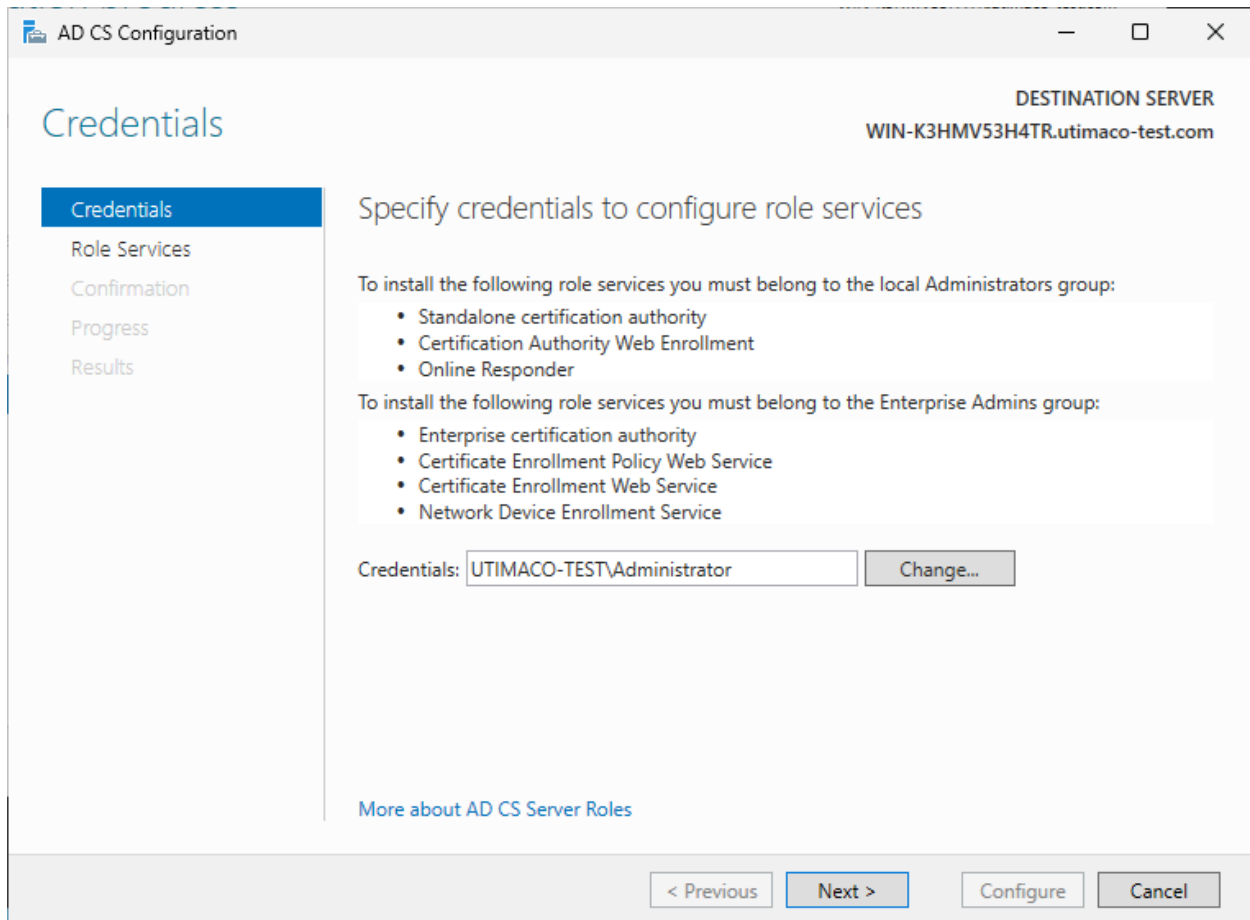 AD CS Configuration
DESTINATION SERVER
WIN-K3HMV53H4TR.utimaco-test.com
Credentials
Credentials
Role Services
Confirmation
Progress
Results
Specify credentials to configure role services
To install the following role services you must belong to the local Administrators group:
• Standalone certification authority
• Certification Authority Web Enrollment
• Online Responder
To install the following role services you must belong to the Enterprise Admins group:
• Enterprise certification authority
• Certificate Enrollment Policy Web Service
• Certificate Enrollment Web Service
• Network Device Enrollment Service
Credentials: UTIMACO-TEST\Administrator Change...
More about AD CS Server Roles
< Previous Next > Configure Cancel